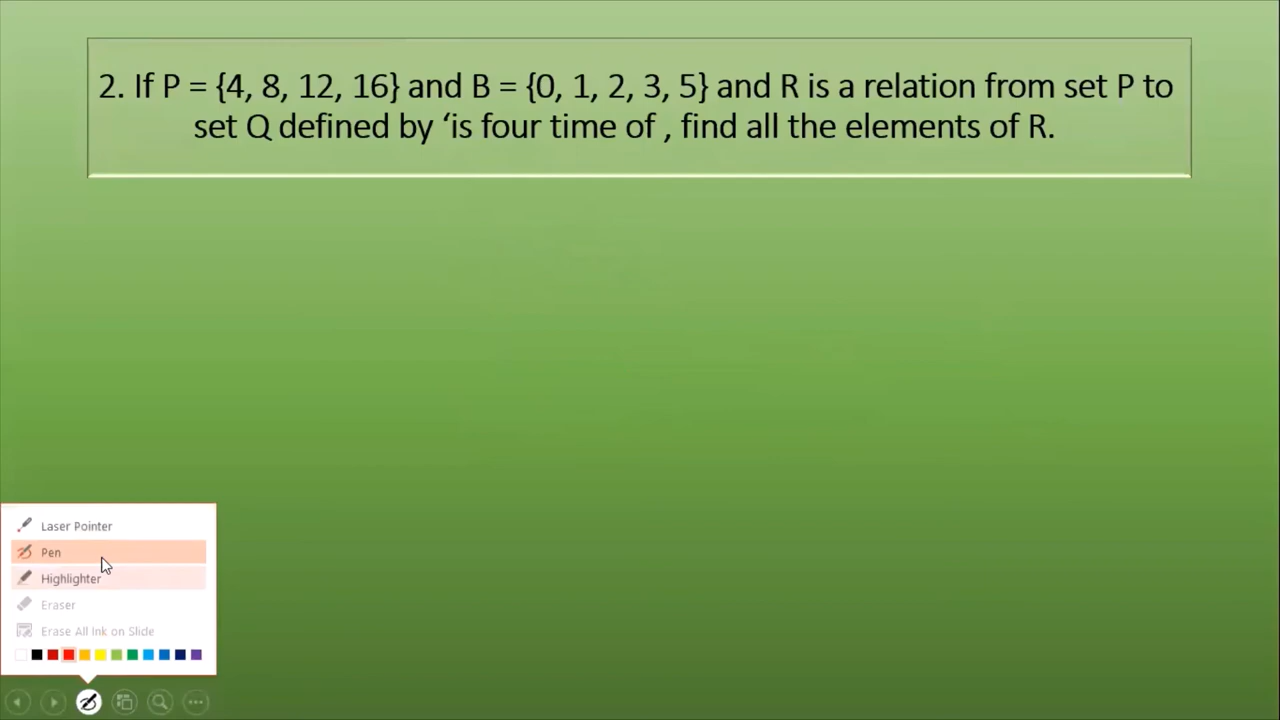 2. If P = {4, 8, 12, 16} and B = {0, 1, 2, 3, 5} and R is a relation from set P to
set Q defined by ‘is four time of , find all the elements of R.
Laser Pointer
Pen
Highlighter
Eraser
Erase All Ink on Slide